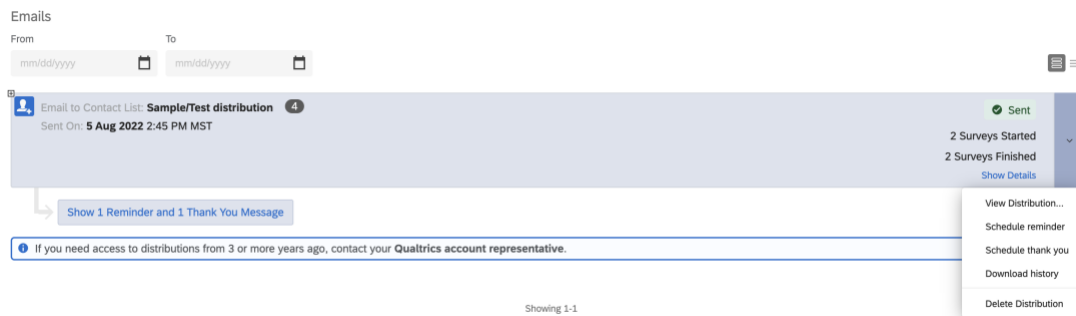 Emails
From To
mm/dd/yyyy mm/dd/yyyy
Email to Contact List: Sample/Test distribution 4
Sent On: 5 Aug 2022 2:45 PM MST
Sent
2 Surveys Started
2 Surveys Finished
Show Details
Show 1 Reminder and 1 Thank You Message
If you need access to distributions from 3 or more years ago, contact your Qualtrics account representative.
View Distribution...
Schedule reminder
Schedule thank you
Download history
Delete Distribution
Showing 1-1